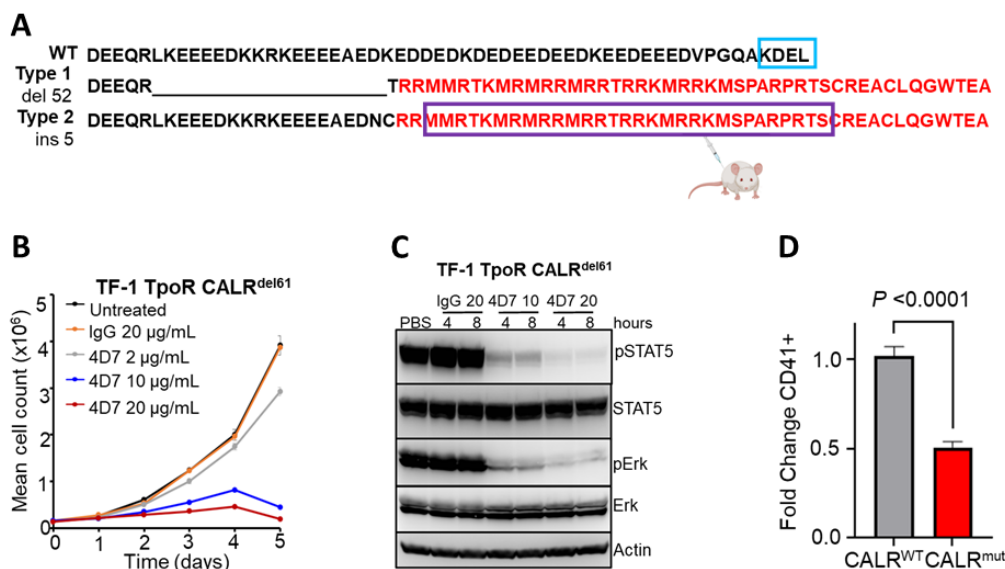 A
WT DEEQRLKEEEEDKKRKEEEEAEDKEDDEDKDEDEEDEEDKEEDEEEDVPGQAKDEL
Type 1 DEEQR TRRMMRTKMRMRRMRRTRRKMRRKMSPARPRTSCREACLQGWTEA
del 52
Type 2 DEEQRLKEEEEDKKRKEEEEAEDNCRRMMRTKMRMRRMRRTRRKMRRKMSPARPRTSCREACLQGWTEA
ins 5
B
TF-1 TpoR CALRdel61
Untreated
IgG 20 µg/mL
4D7 2 µg/mL
4D7 10 µg/mL
4D7 20 µg/mL
Mean cell count (x10⁶)
5
4
3
2
1
0
0 1 2 3 4 5
Time (days)
C
TF-1 TpoR CALRdel61
IgG 20 4D7 10 4D7 20
PBS 4 8 4 8 4 8 hours
pSTAT5
STAT5
pErk
Erk
Actin
D
P <0.0001
Fold Change CD41+
1.0
0.5
0.0
CALRWT CALRmut